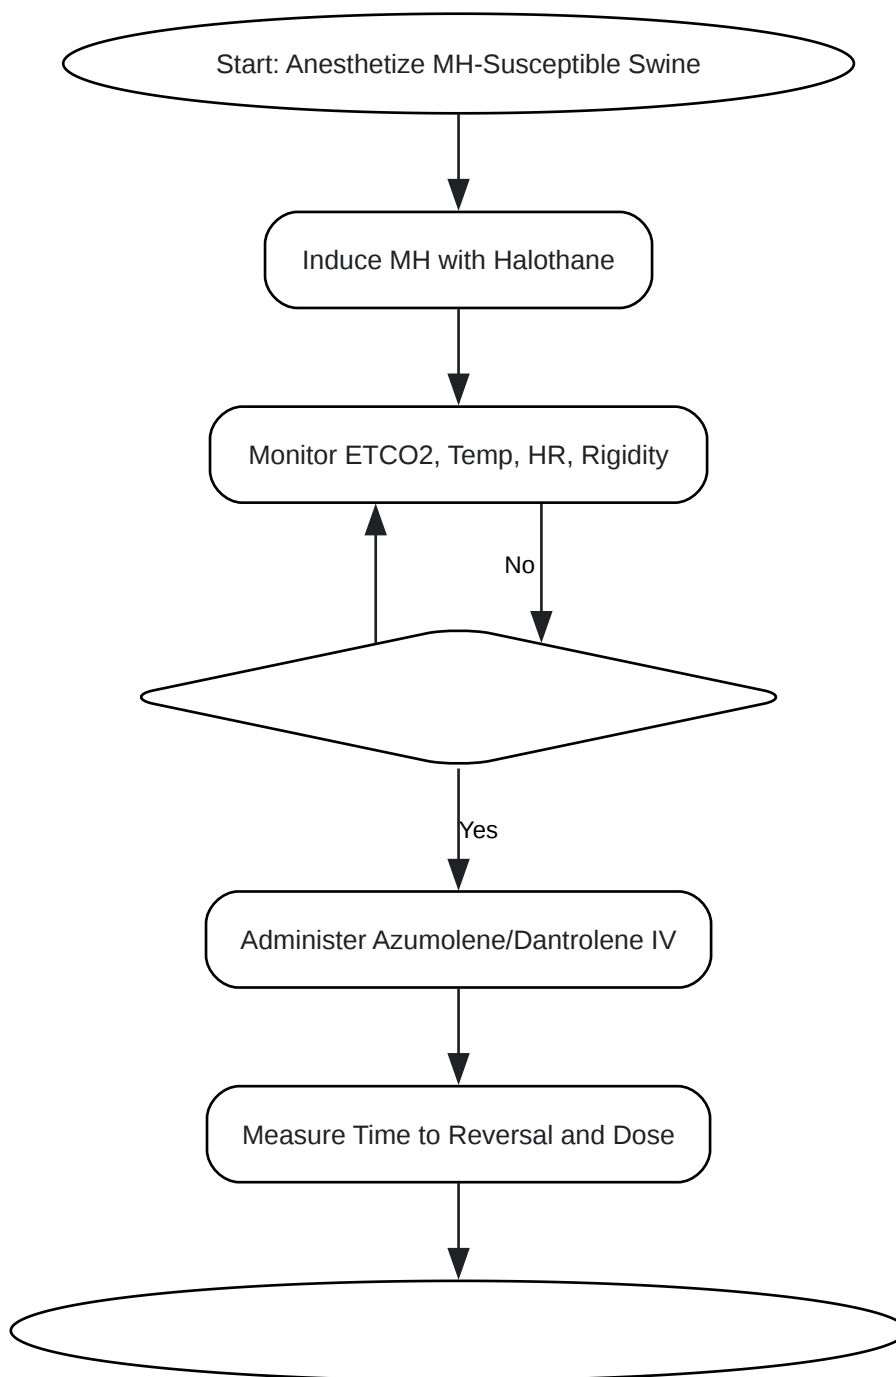 Start: Anesthetize MH-Susceptible Swine
Induce MH with Halothane
Monitor ETCO2, Temp, HR, Rigidity
No
Yes
Administer Azumolene/Dantrolene IV
Measure Time to Reversal and Dose